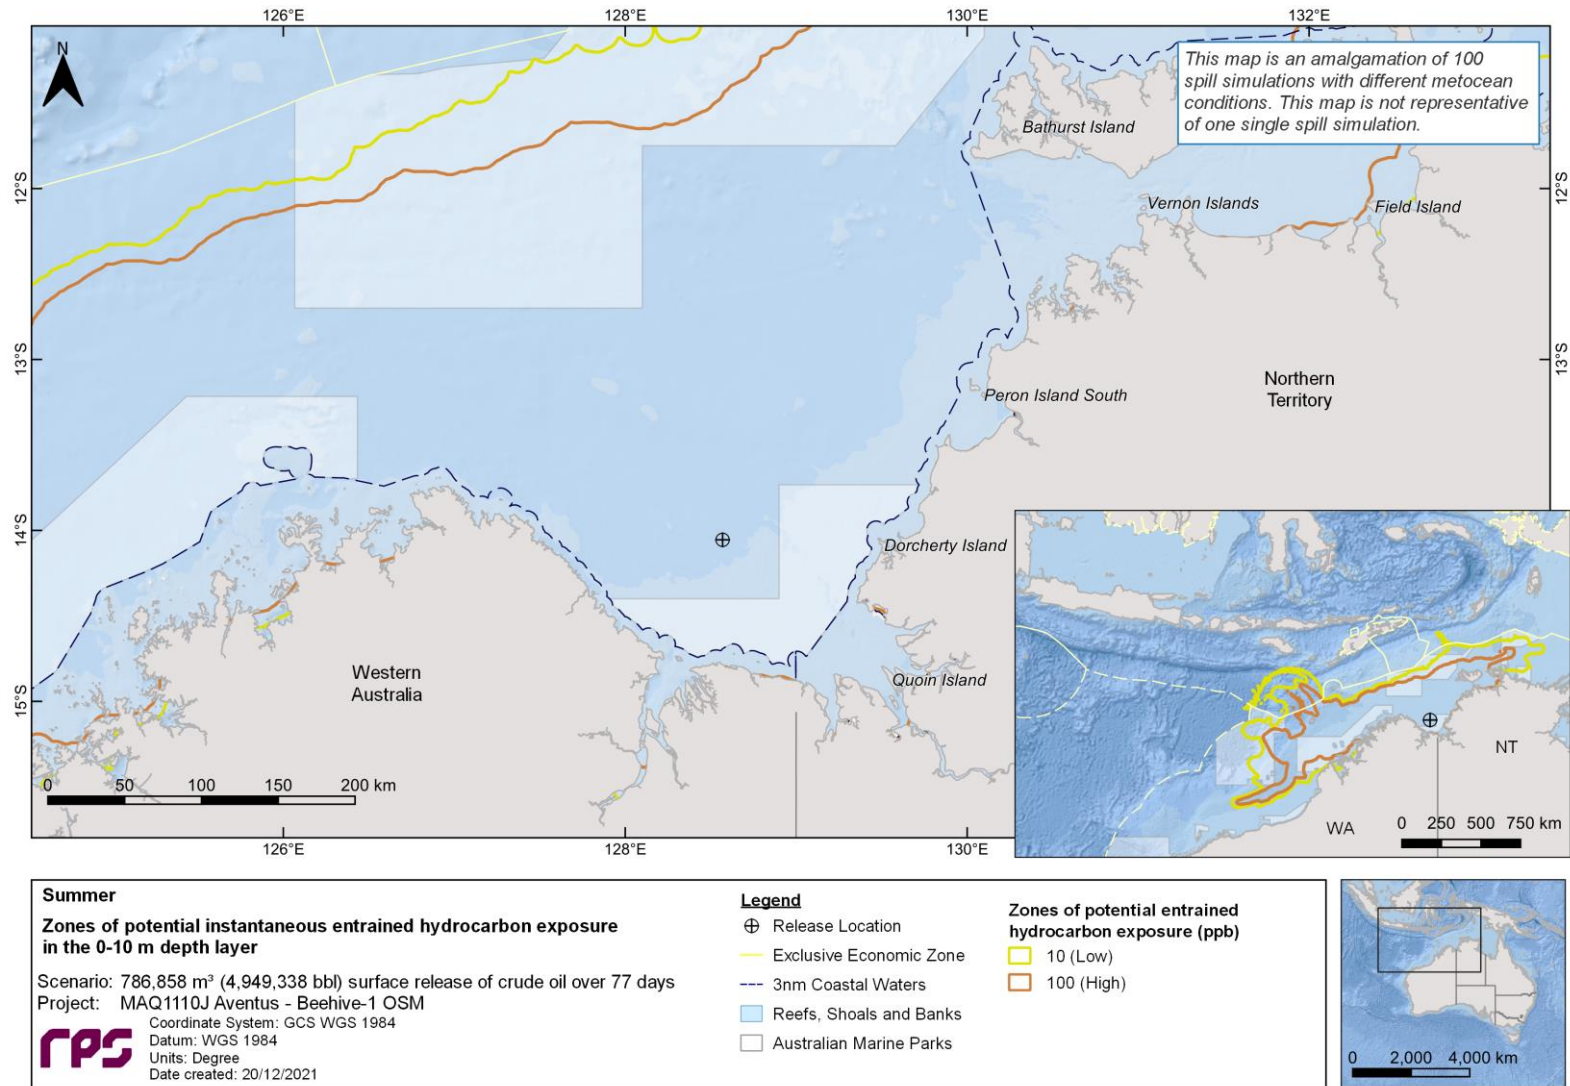 126°E
128°E
130°E
132°E
N
This map is an amalgamation of 100
spill simulations with different metocean
conditions. This map is not representative
of one single spill simulation.
Bathurst Island
12°S
12°S
Vernon Islands
Field Island
13°S
13°S
Northern
Territory
Peron Island South
14°S
Dorcherty Island
Western
Australia
Quoin Island
15°S
0 50 100 150 200 km
NT
WA
0 250 500 750 km
126°E
128°E
130°E
Summer
Zones of potential instantaneous entrained hydrocarbon exposure
in the 0-10 m depth layer
Scenario: 786,858 m³ (4,949,338 bbl) surface release of crude oil over 77 days
Project: MAQ1110J Aventus - Beehive-1 OSM
rps
Coordinate System: GCS WGS 1984
Datum: WGS 1984
Units: Degree
Date created: 20/12/2021
Legend
Release Location
Exclusive Economic Zone
3nm Coastal Waters
Reefs, Shoals and Banks
Australian Marine Parks
Zones of potential entrained
hydrocarbon exposure (ppb)
10 (Low)
100 (High)
0 2,000 4,000 km